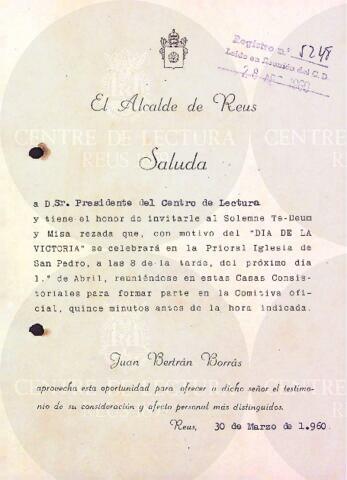 Registro n.º 5248
Leído en Reunión del C. D.
El Alcalde de Reus
CENTRE DE LECTURA
REUS
Saluda
a D.Sr. Presidente del Centro de Lectura
y tiene el honor de invitarle al Solemne Te-Deum
y Misa rezada que, con motivo del "DIA DE LA
VICTORIA" se celebrará en la Prioral Iglesia de
San Pedro, a las 8 de la tarde, del próximo día
1.º de Abril, reuniéndose en estas Casas Consis-
toriales para formar parte en la Comitiva ofi-
cial, quince minutos antes de la hora indicada.
Juan Bertrán Borrás
aprovecha esta oportunidad para ofrecer a dicho señor el testimo-
nio de su consideración y afecto personal más distinguidos.
Reus, 30 de Marzo de 1.960.